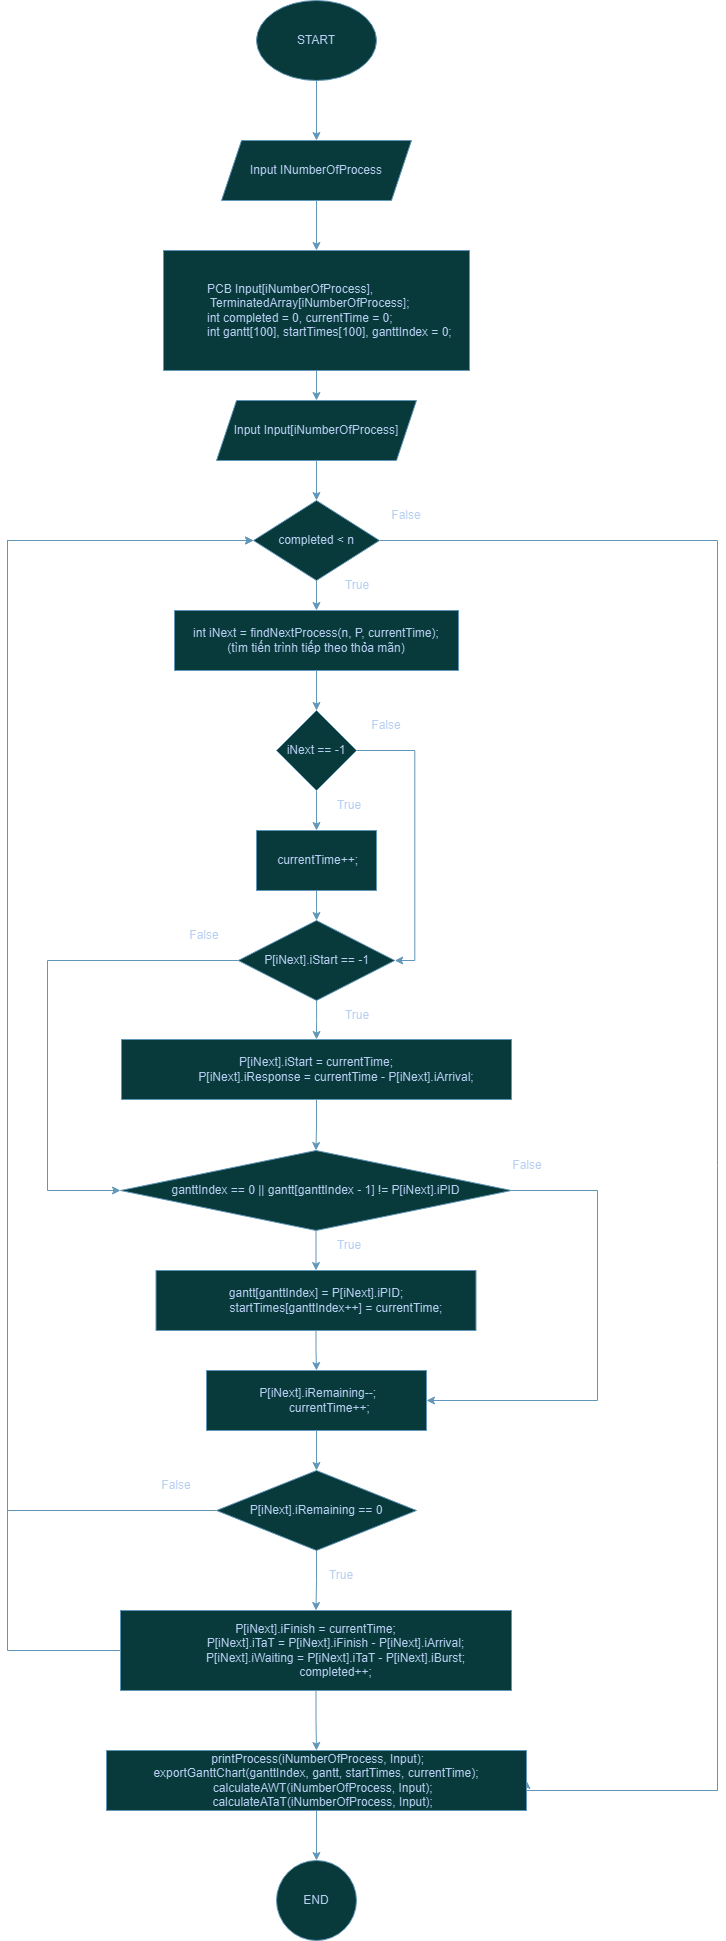 START
Input INumberOfProcess
PCB Input[iNumberOfProcess],
TerminatedArray[iNumberOfProcess];
int completed = 0, currentTime = 0;
int gantt[100], startTimes[100], ganttIndex = 0;
Input Input[iNumberOfProcess]
False
completed < n
True
int iNext = findNextProcess(n, P, currentTime);
(tìm tiến trình tiếp theo thỏa mãn)
False
iNext == -1
True
currentTime++;
False
P[iNext].iStart == -1
True
P[iNext].iStart = currentTime;
P[iNext].iResponse = currentTime - P[iNext].iArrival;
False
ganttIndex == 0 || gantt[ganttIndex - 1] != P[iNext].iPID
True
gantt[ganttIndex] = P[iNext].iPID;
startTimes[ganttIndex++] = currentTime;
P[iNext].iRemaining--;
currentTime++;
False
P[iNext].iRemaining == 0
True
P[iNext].iFinish = currentTime;
P[iNext].iTaT = P[iNext].iFinish - P[iNext].iArrival;
P[iNext].iWaiting = P[iNext].iTaT - P[iNext].iBurst;
completed++;
printProcess(iNumberOfProcess, Input);
exportGanttChart(ganttIndex, gantt, startTimes, currentTime);
calculateAWT(iNumberOfProcess, Input);
calculateATaT(iNumberOfProcess, Input);
END